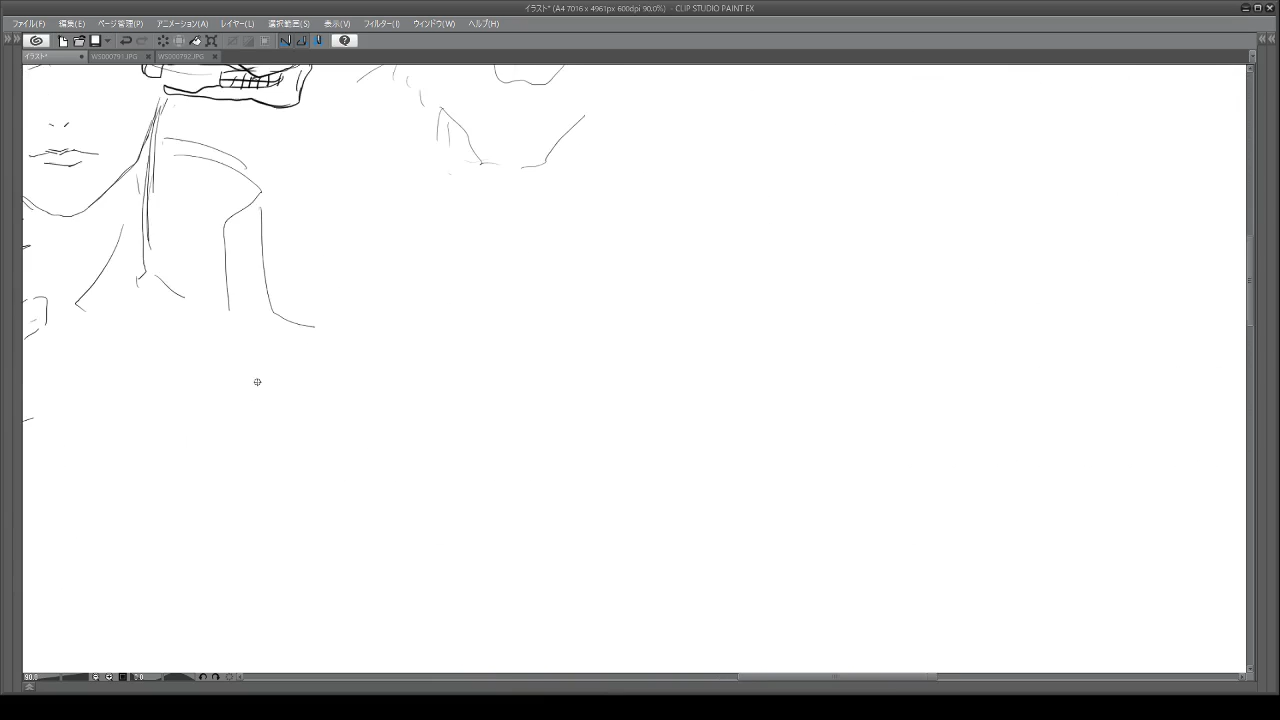 イラスト* (A4 7016 x 4961px 600dpi 90.0%) - CLIP STUDIO PAINT EX
ファイル(F) 編集(E) ページ管理(P) アニメーション(A) レイヤー(L) 選択範囲(S) 表示(V) フィルター(I) ウィンドウ(W) ヘルプ(H)
イラスト* WS000791.JPG WS000792.JPG
90.0 0.0